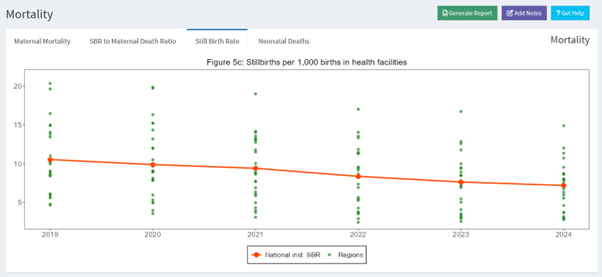 Mortality
Generate Report
Add Notes
? Get Help
Maternal Mortality
SBR to Maternal Death Ratio
Still Birth Rate
Neonatal Deaths
Mortality
Figure 5c: Stillbirths per 1,000 births in health facilities
20
15
10
5
2019
2020
2021
2022
2023
2024
National inst. SBR
Regions